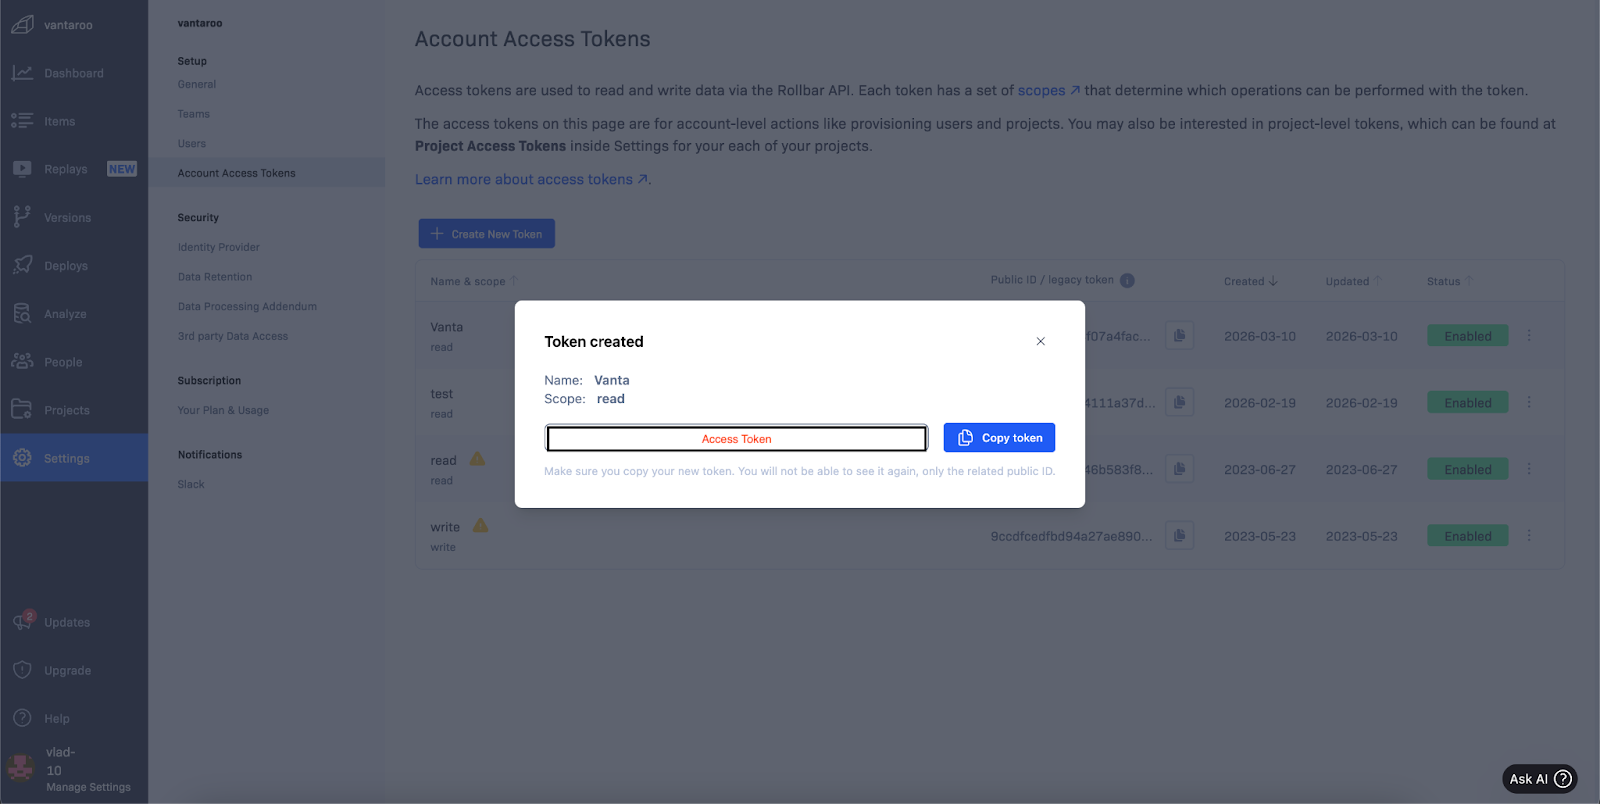 vantaroo
Dashboard
Items
Replays NEW
Versions
Deploys
Analyze
People
Projects
Settings
2
Updates
Upgrade
Help
vlad-
10
Manage Settings
vantaroo
Setup
General
Teams
Users
Account Access Tokens
Security
Identity Provider
Data Retention
Data Processing Addendum
3rd party Data Access
Subscription
Your Plan & Usage
Notifications
Slack
Account Access Tokens
Access tokens are used to read and write data via the Rollbar API. Each token has a set of scopes ↗ that determine which operations can be performed with the token.
The access tokens on this page are for account-level actions like provisioning users and projects. You may also be interested in project-level tokens, which can be found at
Project Access Tokens inside Settings for your each of your projects.
Learn more about access tokens ↗.
+ Create New Token
Name & scope ↑ Public ID / legacy token Created ↓ Updated ↑ Status ↑
Vanta f07a4fac... 2026-03-10 2026-03-10 Enabled
read
test 4111a37d... 2026-02-19 2026-02-19 Enabled
read
read 46b583f8... 2023-06-27 2023-06-27 Enabled
read
write 9ccdfcedfbd94a27ae890... 2023-05-23 2023-05-23 Enabled
write
Token created
Name: Vanta
Scope: read
Access Token
Copy token
Make sure you copy your new token. You will not be able to see it again, only the related public ID.
Ask AI